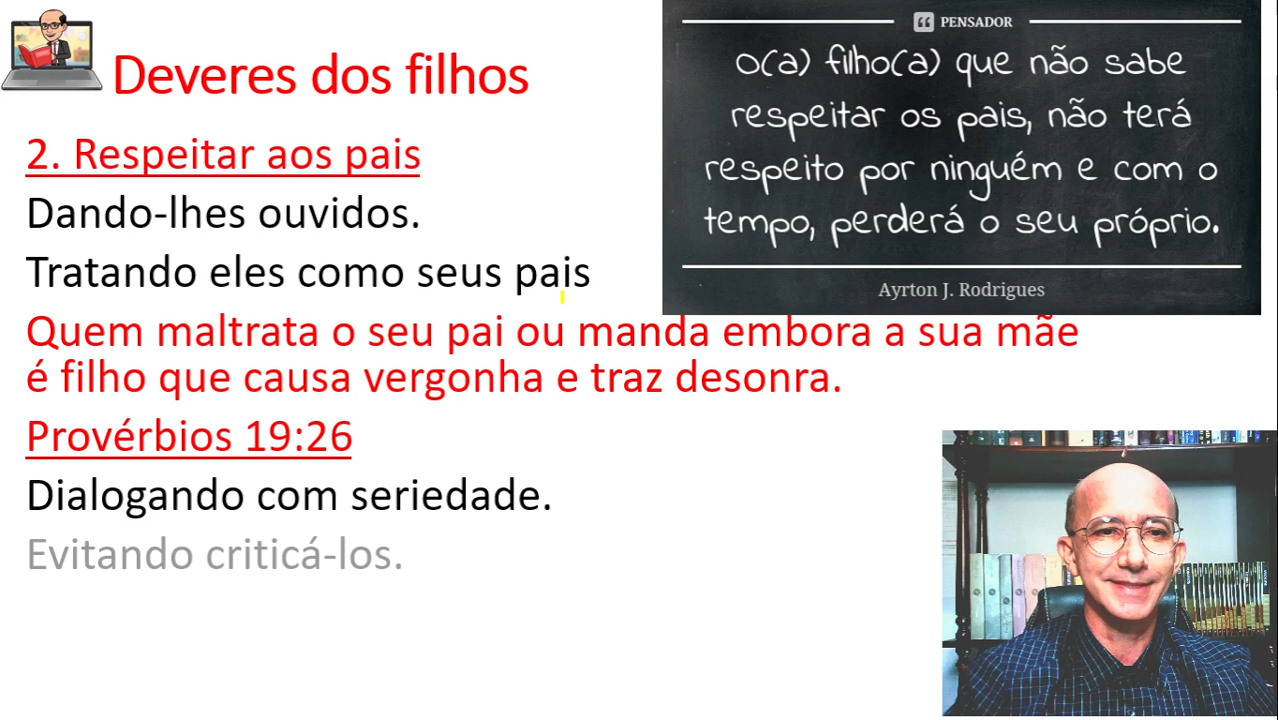 Deveres dos filhos
2. Respeitar aos pais
Dando-lhes ouvidos.
Tratando eles como seus pais
Quem maltrata o seu pai ou manda embora a sua mãe
é filho que causa vergonha e traz desonra.
Provérbios 19:26
Dialogando com seriedade.
Evitando criticá-los.
PENSADOR
O(a) filho(a) que não sabe
respeitar os pais, não terá
respeito por ninguém e com o
tempo, perderá o seu próprio.
Ayrton J. Rodrigues